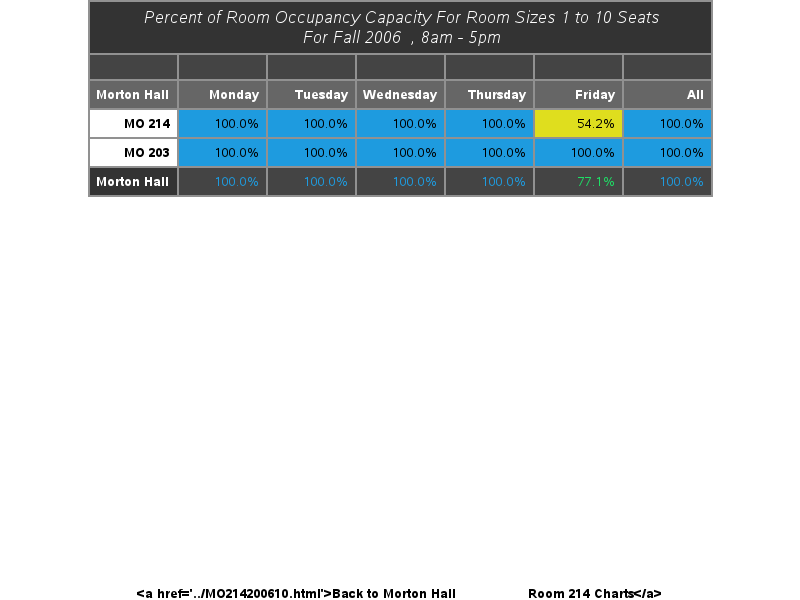 Percent of Room Occupancy Capacity For Room Sizes 1 to 10 Seats
For Fall 2006 , 8am - 5pm
Morton Hall Monday Tuesday Wednesday Thursday Friday All
MO 214 100.0% 100.0% 100.0% 100.0% 54.2% 100.0%
MO 203 100.0% 100.0% 100.0% 100.0% 100.0% 100.0%
Morton Hall 100.0% 100.0% 100.0% 100.0% 77.1% 100.0%
<a href='../MO214200610.html'>Back to Morton Hall Room 214 Charts</a>